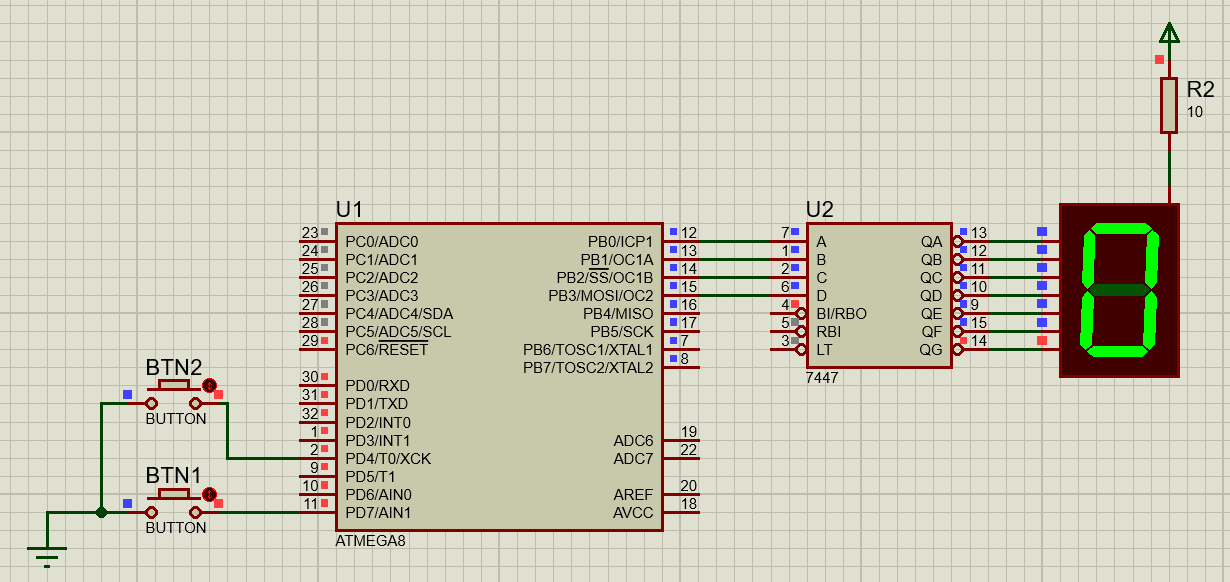 R2
10
U1
23 PC0/ADC0
24 PC1/ADC1
25 PC2/ADC2
26 PC3/ADC3
27 PC4/ADC4/SDA
28 PC5/ADC5/SCL
29 PC6/RESET
30 PD0/RXD
31 PD1/TXD
32 PD2/INT0
1 PD3/INT1
2 PD4/T0/XCK
9 PD5/T1
10 PD6/AIN0
11 PD7/AIN1
PB0/ICP1 12
PB1/OC1A 13
PB2/SS/OC1B 14
PB3/MOSI/OC2 15
PB4/MISO 16
PB5/SCK 17
PB6/TOSC1/XTAL1 7
PB7/TOSC2/XTAL2 8
ADC6 19
ADC7 22
AREF 20
AVCC 18
ATMEGA8
U2
7 A
1 B
2 C
6 D
4 BI/RBO
5 RBI
3 LT
QA 13
QB 12
QC 11
QD 10
QE 9
QF 15
QG 14
7447
0
BTN2
BUTTON
BTN1
BUTTON